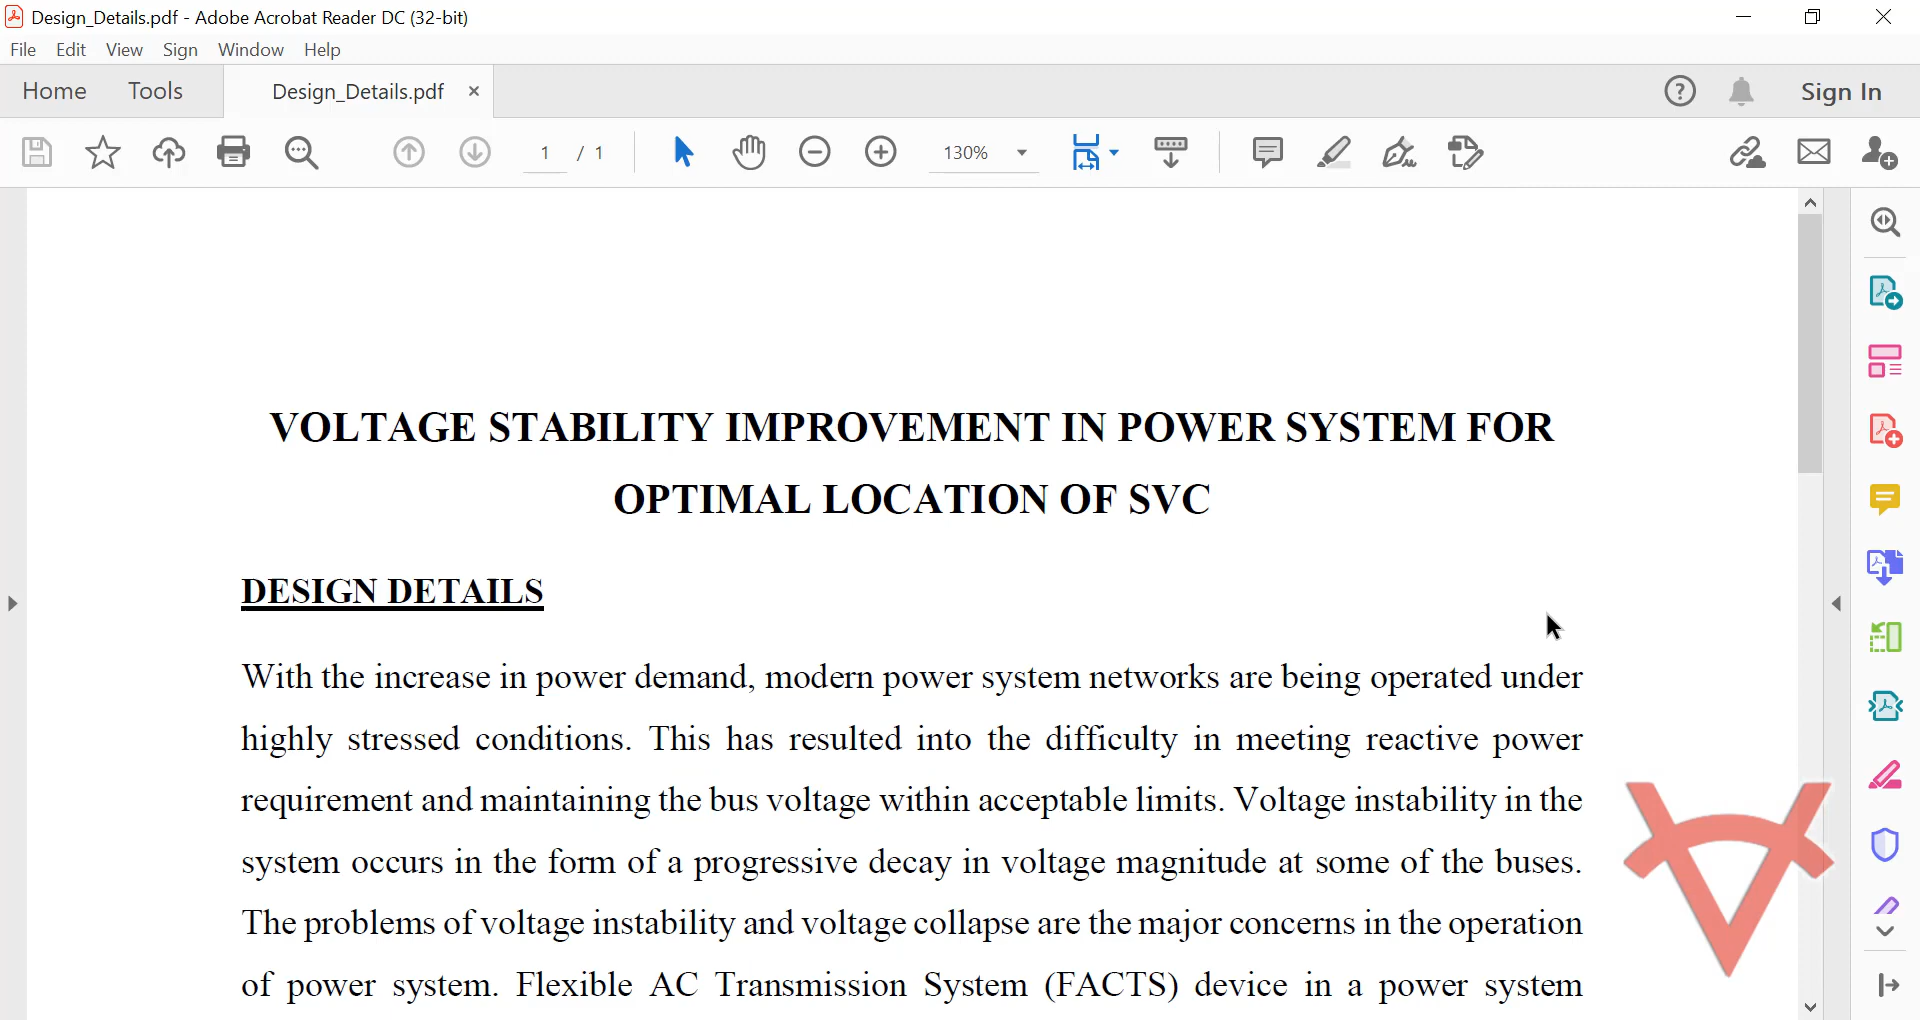 Design_Details.pdf - Adobe Acrobat Reader DC (32-bit)
File Edit View Sign Window Help
Home Tools Design_Details.pdf × Sign In
1 / 1 130%
VOLTAGE STABILITY IMPROVEMENT IN POWER SYSTEM FOR
OPTIMAL LOCATION OF SVC
DESIGN DETAILS
With the increase in power demand, modern power system networks are being operated under
highly stressed conditions. This has resulted into the difficulty in meeting reactive power
requirement and maintaining the bus voltage within acceptable limits. Voltage instability in the
system occurs in the form of a progressive decay in voltage magnitude at some of the buses.
The problems of voltage instability and voltage collapse are the major concerns in the operation
of power system. Flexible AC Transmission System (FACTS) device in a power system